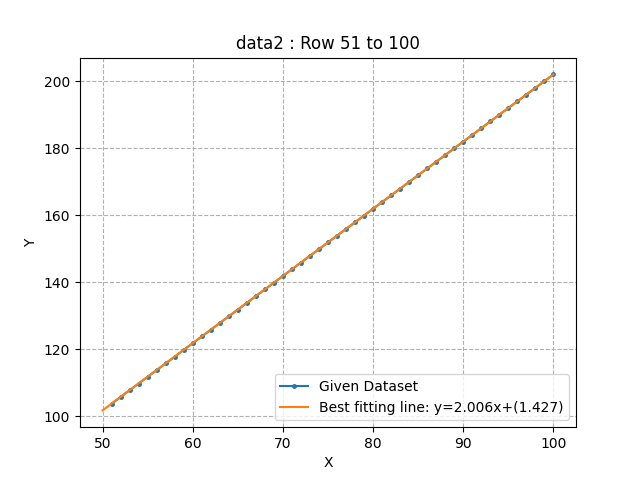 data2 : Row 51 to 100
200
180
160
140
120
100
Y
Given Dataset
Best fitting line: y=2.006x+(1.427)
50 60 70 80 90 100
X